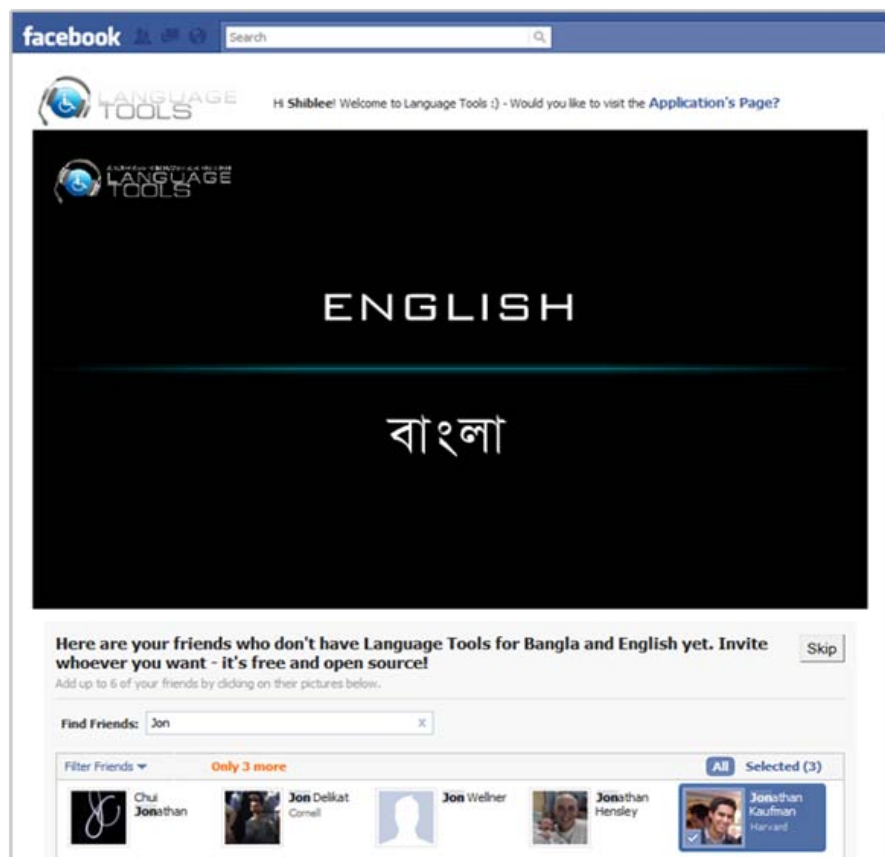 facebook
Search
LANGUAGE
TOOLS
Hi Shiblee! Welcome to Language Tools :) - Would you like to visit the Application's Page?
LANGUAGE
TOOLS
ENGLISH
বাংলা
Here are your friends who don't have Language Tools for Bangla and English yet. Invite
whoever you want - it's free and open source!
Skip
Add up to 6 of your friends by clicking on their pictures below.
Find Friends: Jon x
Filter Friends Only 3 more All Selected (3)
Chui
Jonathan
Jon Delikat
Cornell
Jon Wellner
Jonathan
Hensley
Jonathan
Kaufman
Harvard